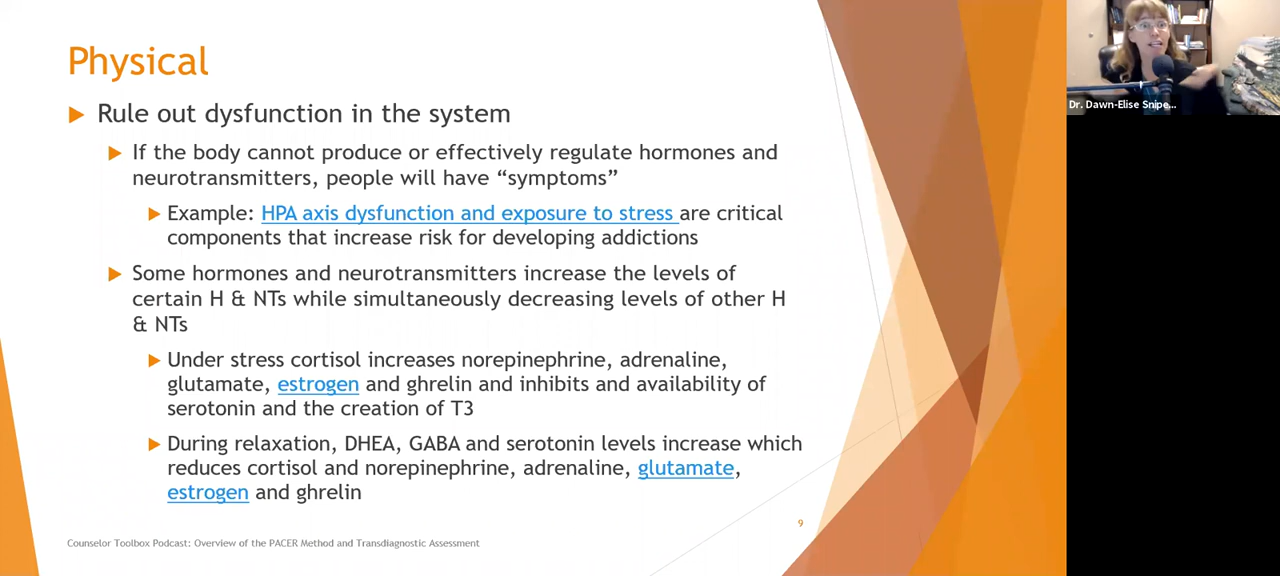 Physical
Rule out dysfunction in the system
If the body cannot produce or effectively regulate hormones and
neurotransmitters, people will have “symptoms”
Example: HPA axis dysfunction and exposure to stress are critical
components that increase risk for developing addictions
Some hormones and neurotransmitters increase the levels of
certain H & NTs while simultaneously decreasing levels of other H
& NTs
Under stress cortisol increases norepinephrine, adrenaline,
glutamate, estrogen and ghrelin and inhibits and availability of
serotonin and the creation of T3
During relaxation, DHEA, GABA and serotonin levels increase which
reduces cortisol and norepinephrine, adrenaline, glutamate,
estrogen and ghrelin
9
Counselor Toolbox Podcast: Overview of the PACER Method and Transdiagnostic Assessment
Dr. Dawn-Elise Snipe...